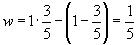 w = 1 · 3/5 − (1 − 3/5) = 1/5